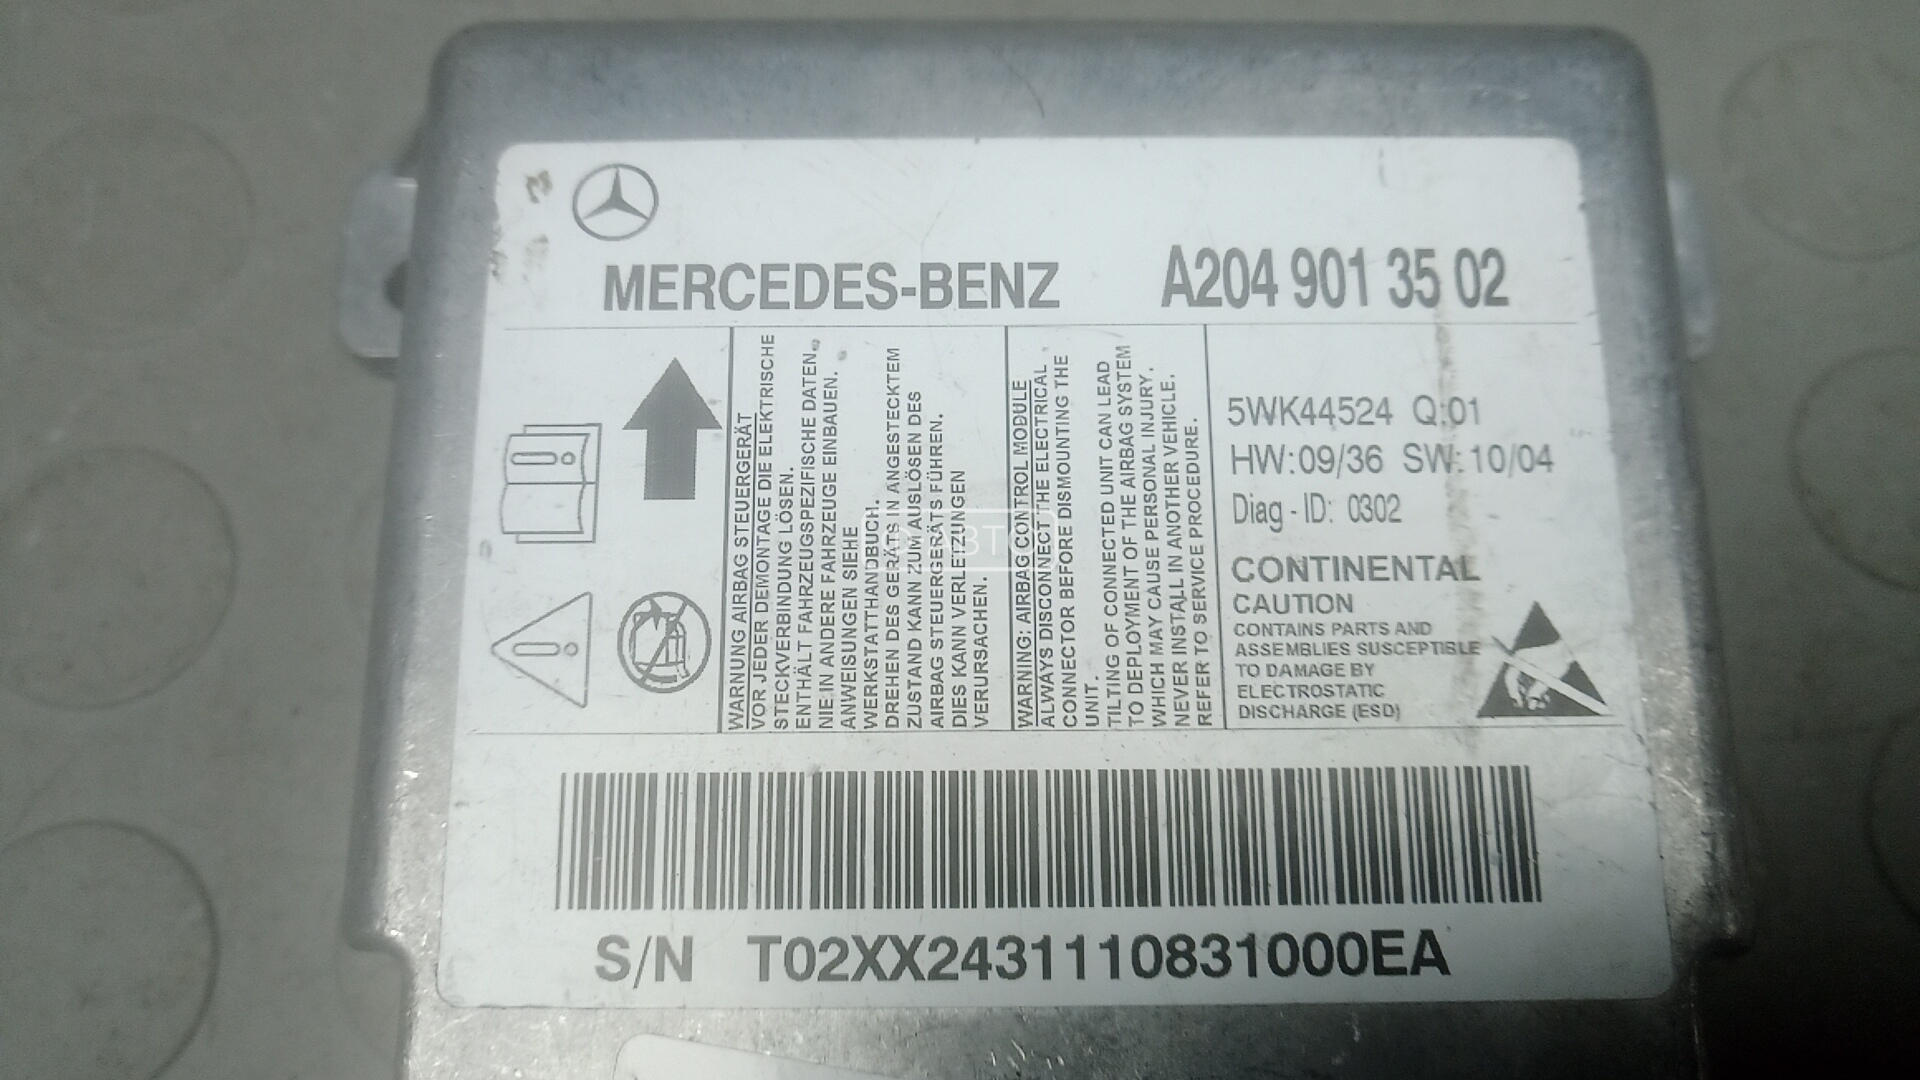 MERCEDES-BENZ A204 901 35 02
WARNUNG AIRBAG STEUERGERÄT
VOR JEDER DEMONTAGE DIE ELEKTRISCHE
STECKVERBINDUNG LÖSEN.
ENTHÄLT FAHRZEUGSPEZIFISCHE DATEN,
NIE IN ANDERE FAHRZEUGE EINBAUEN.
ANWEISUNGEN SIEHE
WERKSTATTHANDBUCH.
DREHEN DES GERÄTS IN ANGESTECKTEM
ZUSTAND KANN ZUM AUSLÖSEN DES
AIRBAG STEUERGERÄTS FÜHREN.
DIES KANN VERLETZUNGEN
VERURSACHEN.
WARNING: AIRBAG CONTROL MODULE
ALWAYS DISCONNECT THE ELECTRICAL
CONNECTOR BEFORE DISMOUNTING THE
UNIT.
TILTING OF CONNECTED UNIT CAN LEAD
TO DEPLOYMENT OF THE AIRBAG SYSTEM
WHICH MAY CAUSE PERSONAL INJURY.
NEVER INSTALL IN ANOTHER VEHICLE.
REFER TO SERVICE PROCEDURE.
5WK44524 Q:01
HW:09/36 SW:10/04
Diag-ID: 0302
CONTINENTAL
CAUTION
CONTAINS PARTS AND
ASSEMBLIES SUSCEPTIBLE
TO DAMAGE BY
ELECTROSTATIC
DISCHARGE (ESD)
S/N T02XX2431110831000EA